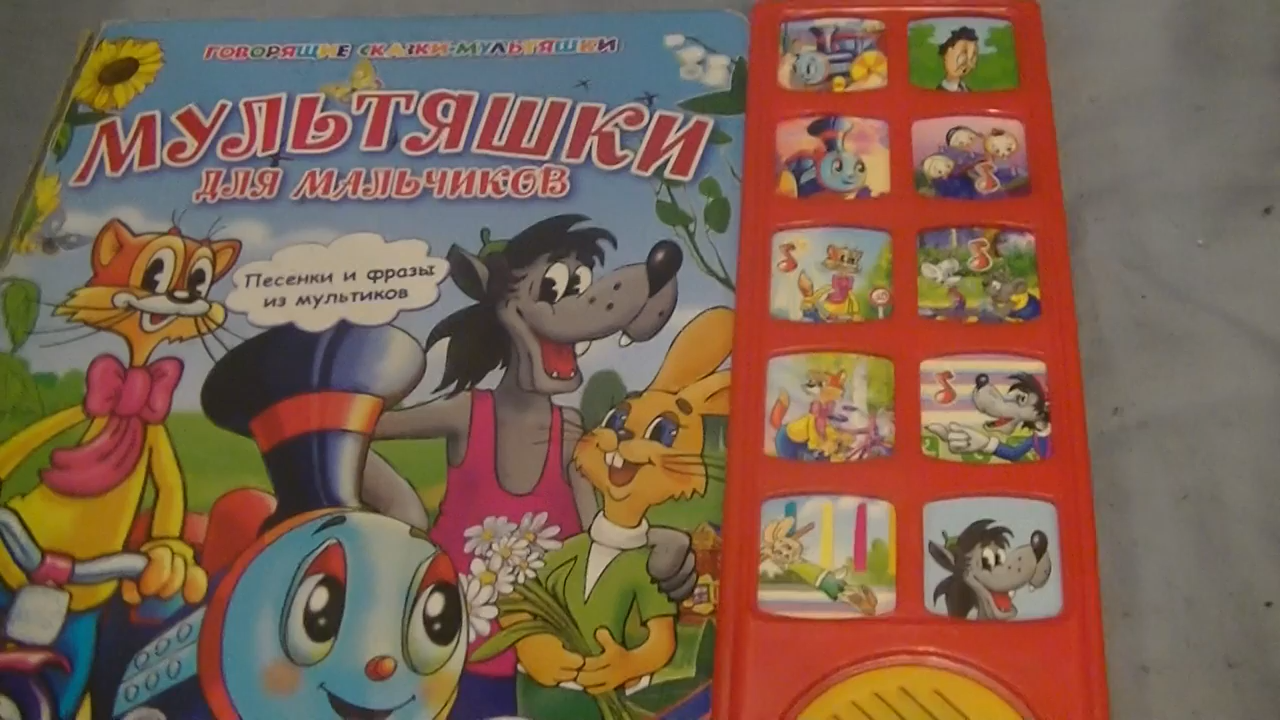 ГОВОРЯЩИЕ СКАЗКИ-МУЛЬТЯШКИ
МУЛЬТЯШКИ
ДЛЯ МАЛЬЧИКОВ
Песенки и фразы
из мультиков